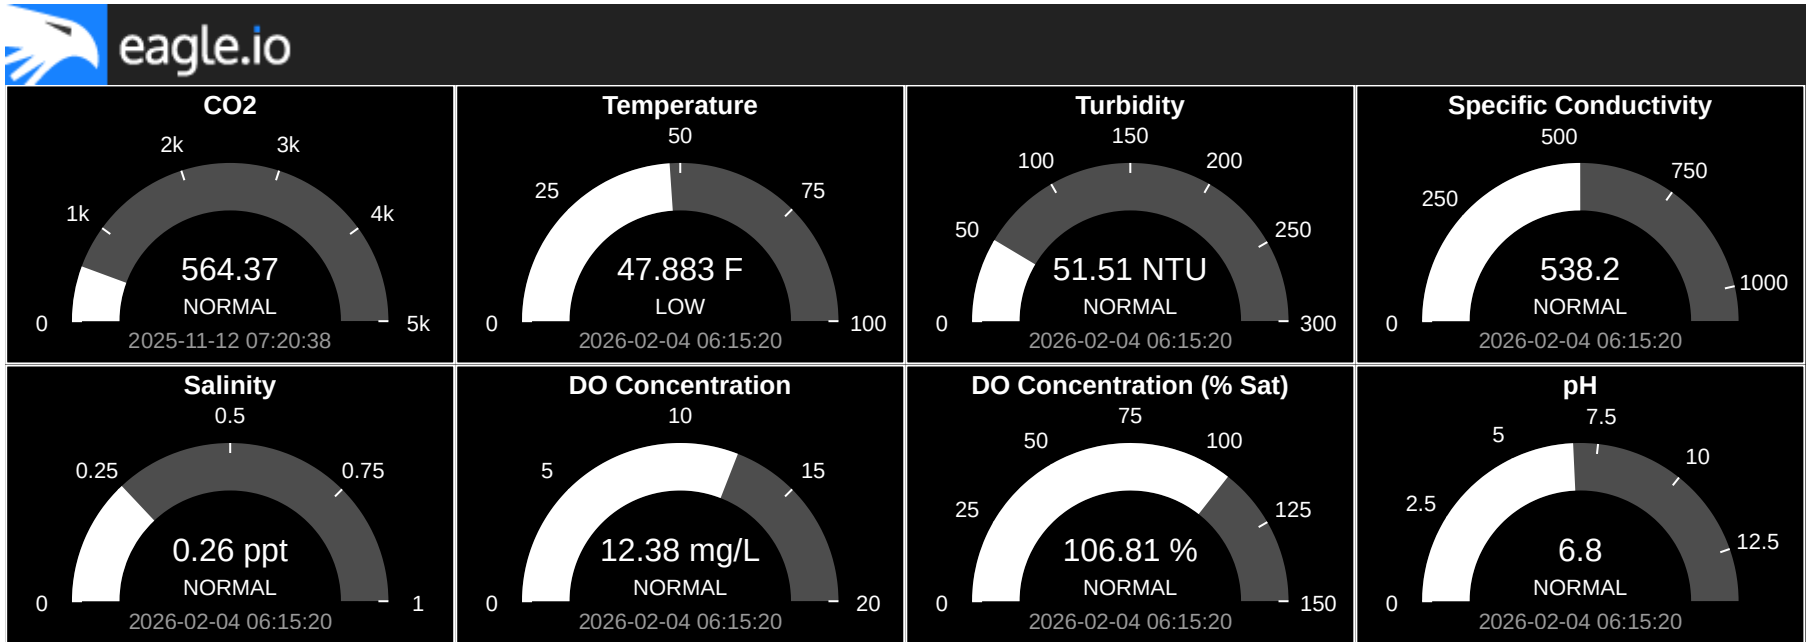 eagle.io
CO2
0
1k
2k
3k
4k
5k
564.37
NORMAL
2025-11-12 07:20:38
Temperature
0
25
50
75
100
47.883 F
LOW
2026-02-04 06:15:20
Turbidity
0
50
100
150
200
250
300
51.51 NTU
NORMAL
2026-02-04 06:15:20
Specific Conductivity
0
250
500
750
1000
538.2
NORMAL
2026-02-04 06:15:20
Salinity
0
0.25
0.5
0.75
1
0.26 ppt
NORMAL
2026-02-04 06:15:20
DO Concentration
0
5
10
15
20
12.38 mg/L
NORMAL
2026-02-04 06:15:20
DO Concentration (% Sat)
0
25
50
75
100
125
150
106.81 %
NORMAL
2026-02-04 06:15:20
pH
0
2.5
5
7.5
10
12.5
6.8
NORMAL
2026-02-04 06:15:20